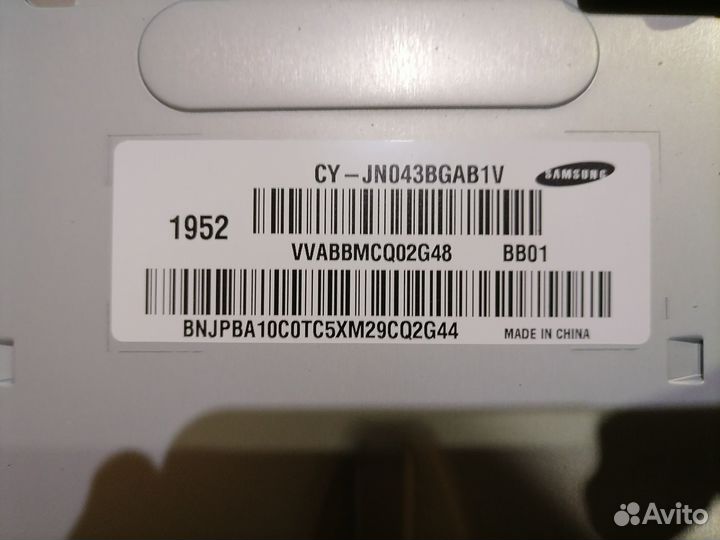 CY-JN043BGAB1V
SAMSUNG
1952
VVABBMCQ02G48 BB01
BNJPBA10C0TC5XM29CQ2G44
MADE IN CHINA
Avito